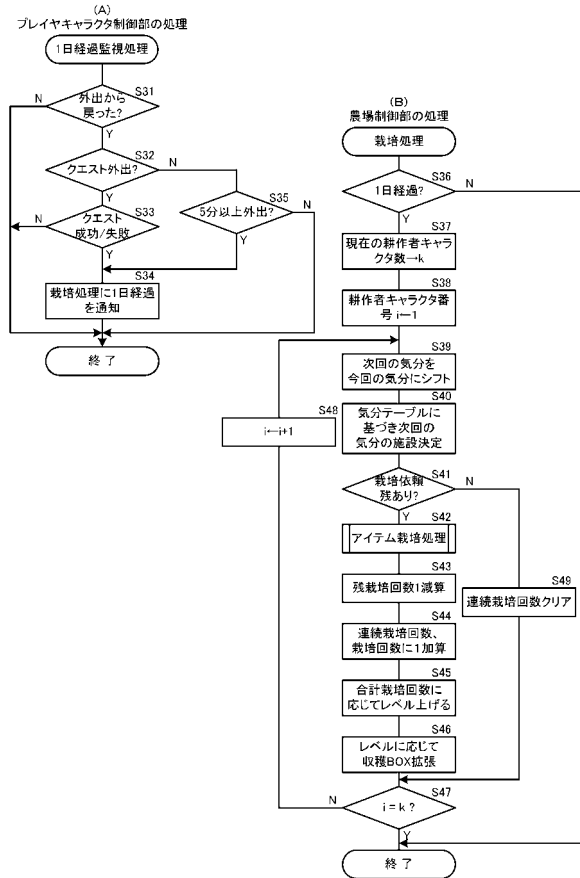 (A)
プレイヤキャラクタ制御部の処理
1日経過監視処理
S31
外出から
戻った?
N
Y
S32
クエスト外出?
N
Y
S33
クエスト
成功/失敗
N
Y
S35
5分以上外出?
N
Y
S34
栽培処理に1日経過
を通知
終了
(B)
農場制御部の処理
栽培処理
S36
1日経過?
N
Y
S37
現在の耕作者キャラ
クタ数→k
S38
耕作者キャラクタ番
号 i←1
S39
次回の気分を
今回の気分にシフト
S40
気分テーブルに
基づき次回の
気分の施設決定
S48
i←i+1
S41
栽培依頼
残あり?
N
Y
S42
アイテム栽培処理
S43
残栽培回数1減算
S49
連続栽培回数クリア
S44
連続栽培回数、
栽培回数に1加算
S45
合計栽培回数に
応じてレベル上げる
S46
レベルに応じて
収穫BOX拡張
S47
i = k ?
N
Y
終了